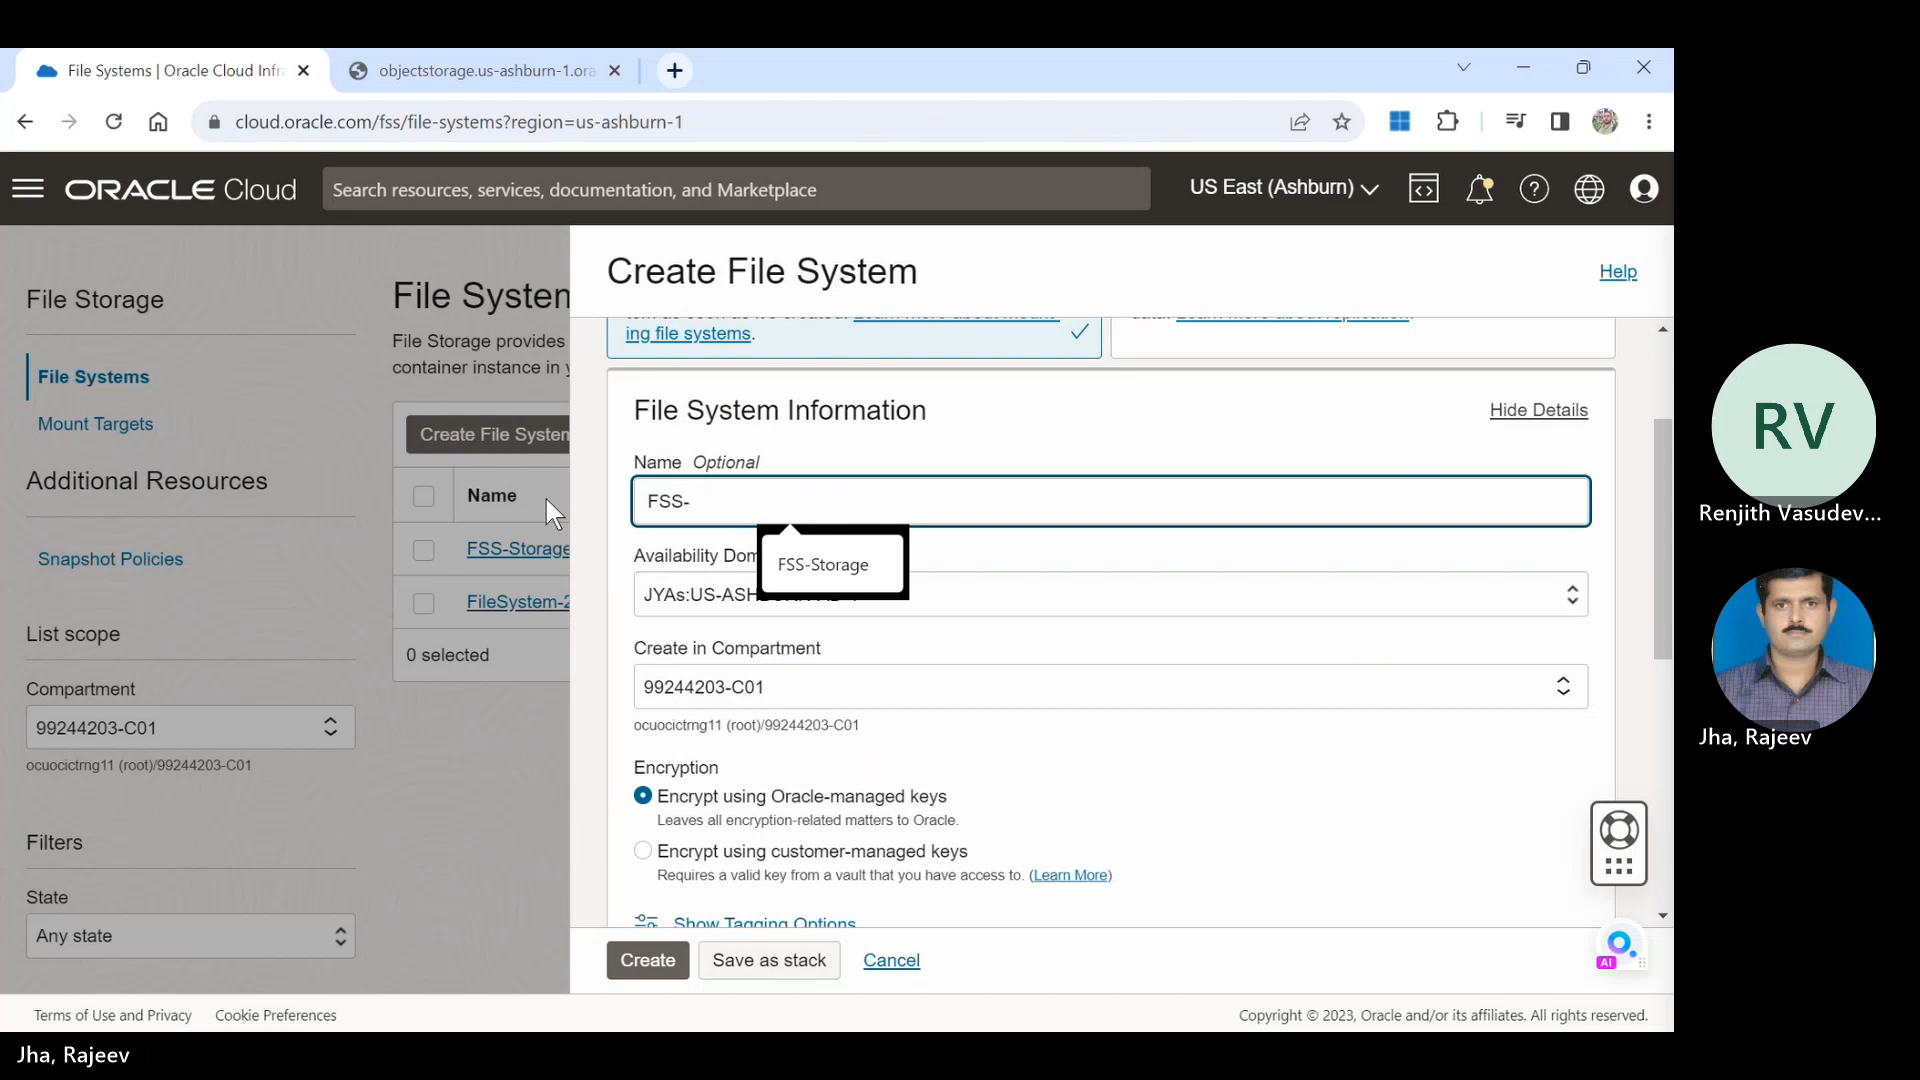 File Systems | Oracle Cloud Infr
objectstorage.us-ashburn-1.ora
cloud.oracle.com/fss/file-systems?region=us-ashburn-1
ORACLE Cloud
Search resources, services, documentation, and Marketplace
US East (Ashburn)
File Storage
File Systems
Mount Targets
Additional Resources
Snapshot Policies
List scope
Compartment
99244203-C01
ocuocictrng11 (root)/99244203-C01
Filters
State
Any state
File System
File Storage provides
container instance in y
Create File System
Name
FSS-Storage
FileSystem-2
0 selected
Create File System
Help
ing file systems.
File System Information
Hide Details
Name Optional
FSS-
FSS-Storage
Availability Dom
JYAs:US-ASH
Create in Compartment
99244203-C01
ocuocictrng11 (root)/99244203-C01
Encryption
Encrypt using Oracle-managed keys
Leaves all encryption-related matters to Oracle.
Encrypt using customer-managed keys
Requires a valid key from a vault that you have access to. (Learn More)
Show Tagging Options
Create
Save as stack
Cancel
AI
Terms of Use and Privacy
Cookie Preferences
Copyright © 2023, Oracle and/or its affiliates. All rights reserved.
RV
Renjith Vasudev...
Jha, Rajeev
Jha, Rajeev